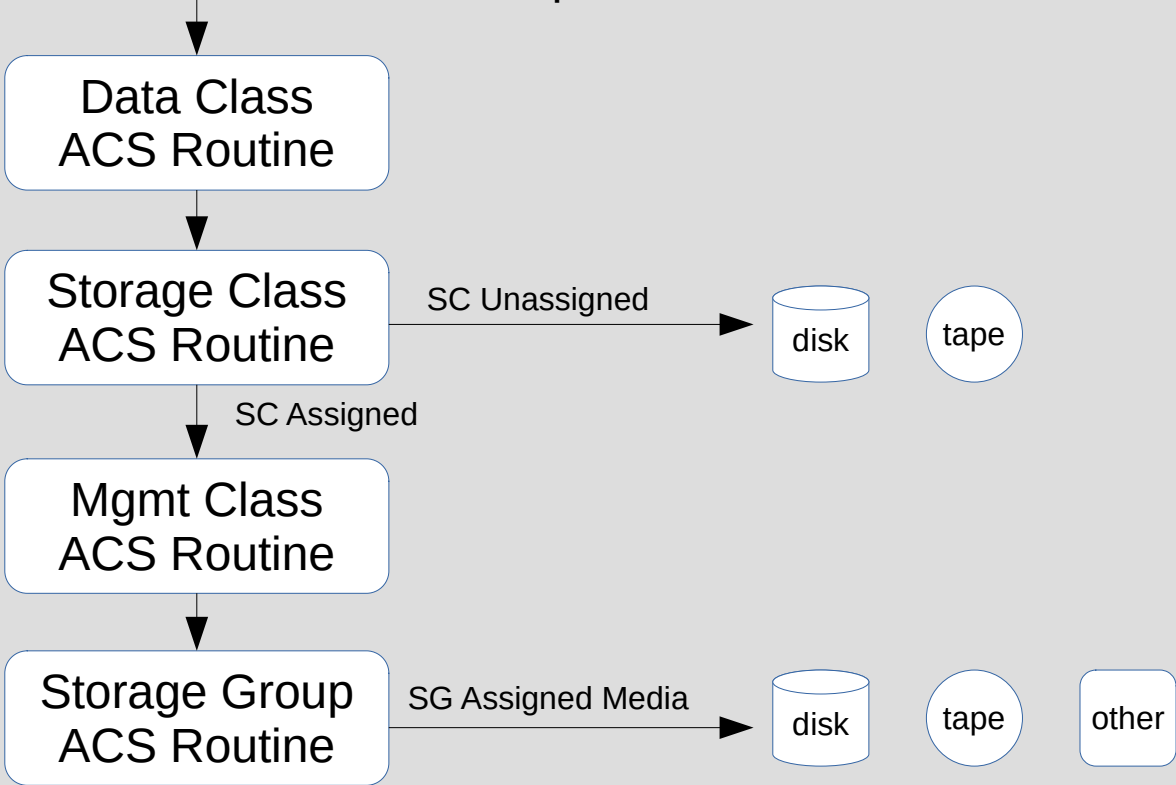 Data Class
ACS Routine
Storage Class
ACS Routine
SC Unassigned
disk
tape
SC Assigned
Mgmt Class
ACS Routine
Storage Group
ACS Routine
SG Assigned Media
disk
tape
other